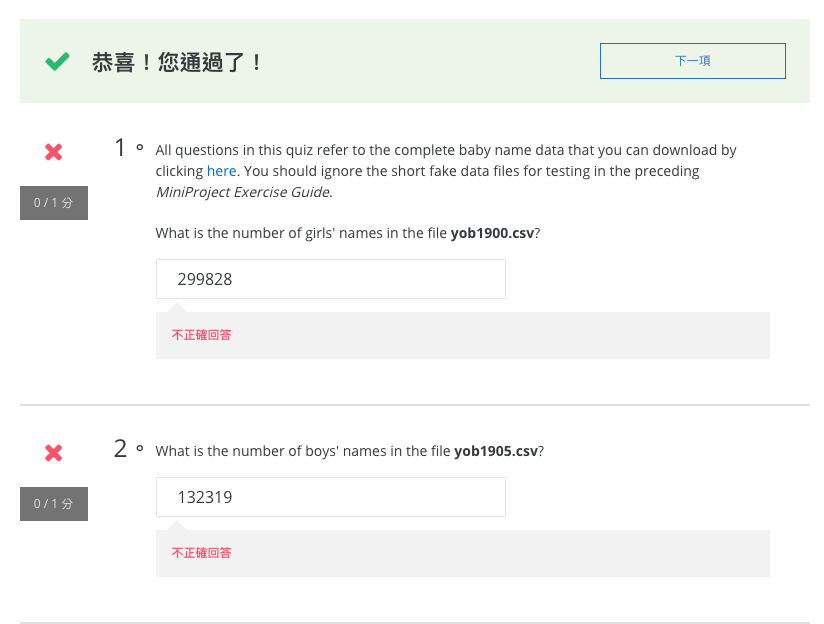 恭喜！您通過了！
下一項
1。
All questions in this quiz refer to the complete baby name data that you can download by
clicking here. You should ignore the short fake data files for testing in the preceding
MiniProject Exercise Guide.
0 / 1 分
What is the number of girls' names in the file yob1900.csv?
299828
不正確回答
2。
What is the number of boys' names in the file yob1905.csv?
0 / 1 分
132319
不正確回答